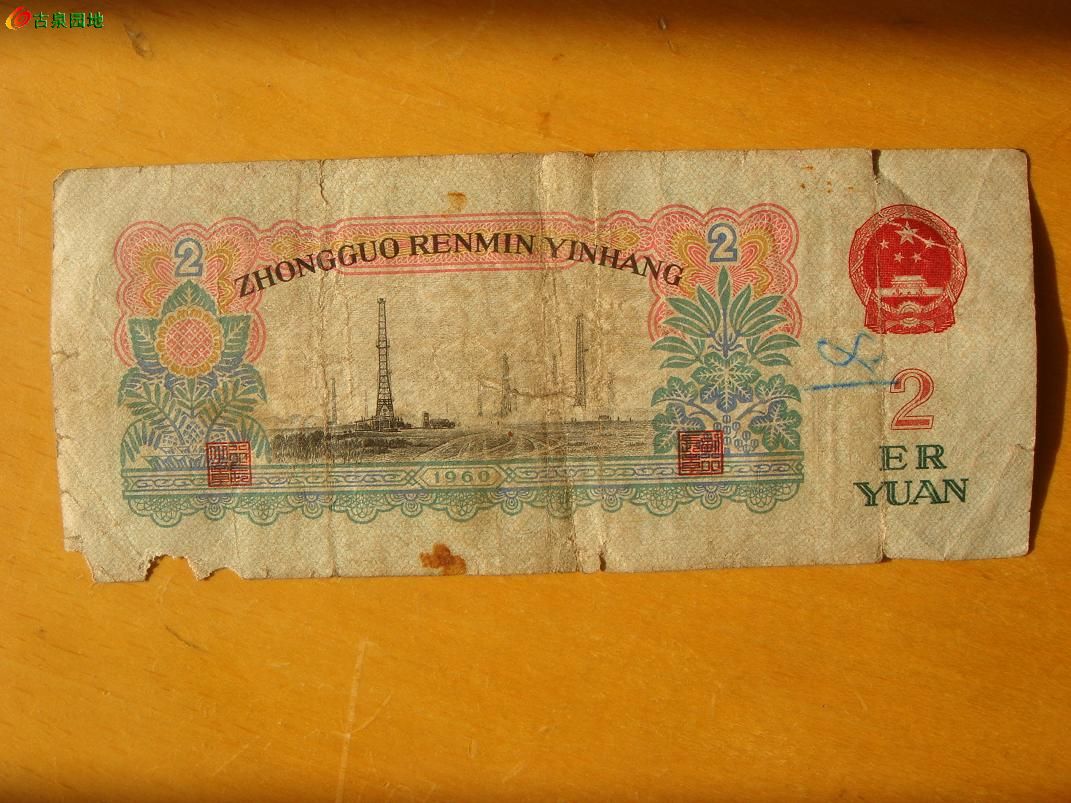 古泉园地
2
2
ZHONGGUO RENMIN YINHANG
2
ER
YUAN
1960